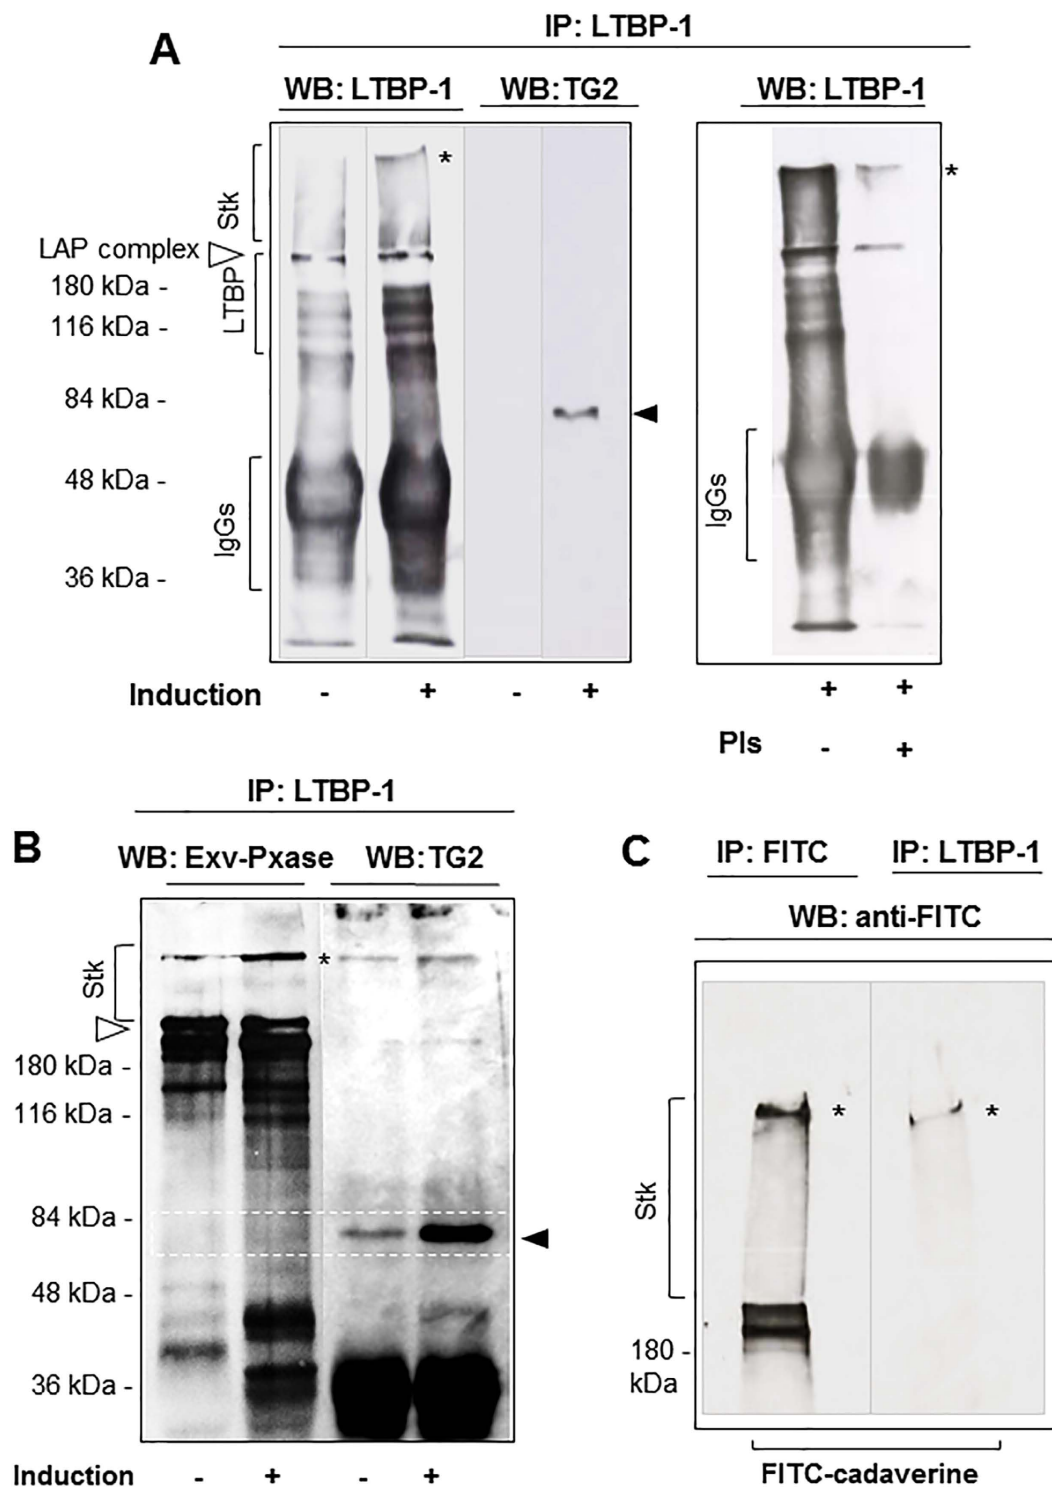 A
IP: LTBP-1
WB: LTBP-1
WB: TG2
WB: LTBP-1
Stk
*
*
LAP complex
LTBP
180 kDa -
116 kDa -
84 kDa -
48 kDa -
IgGs
IgGs
36 kDa -
Induction - + - + + +
PIs - +
B
IP: LTBP-1
WB: Exv-Pxase
WB: TG2
Stk
*
180 kDa -
116 kDa -
84 kDa -
48 kDa -
36 kDa -
Induction - + - +
C
IP: FITC
IP: LTBP-1
WB: anti-FITC
*
*
Stk
180 -
kDa
FITC-cadaverine